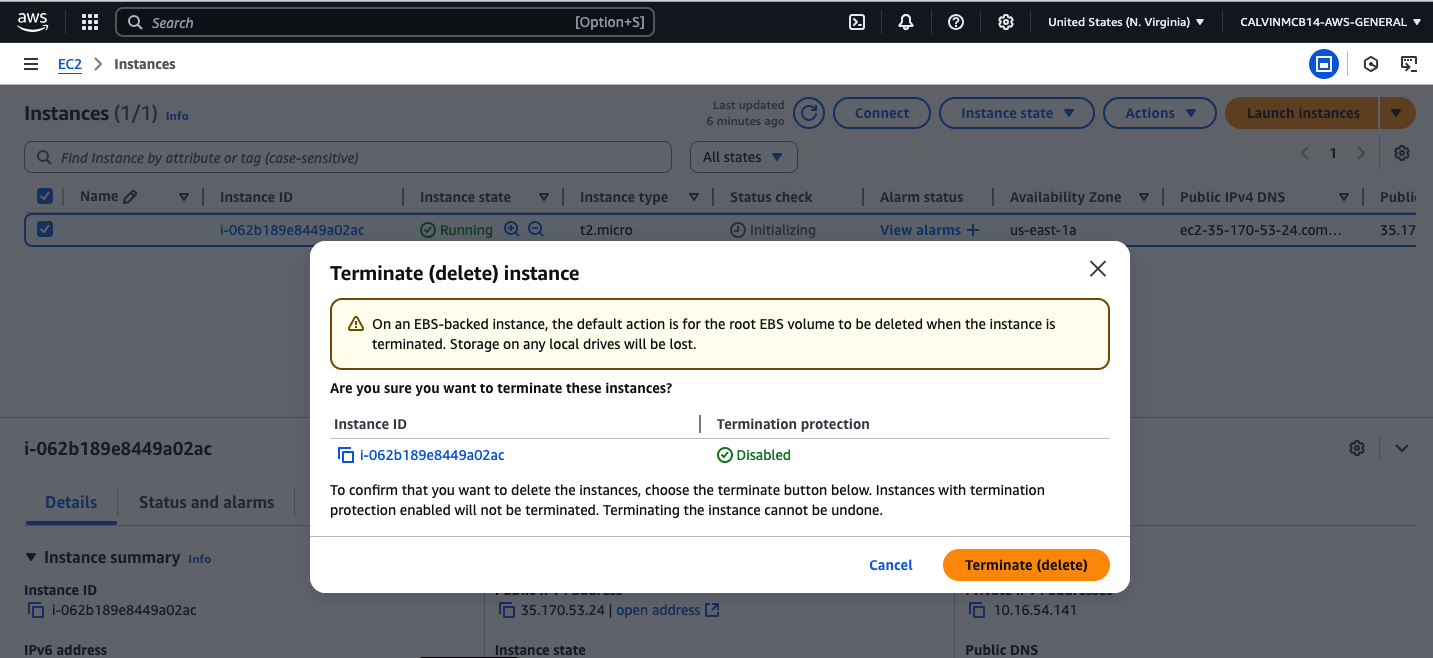 aws
Search [Option+S]
United States (N. Virginia)
CALVINMCB14-AWS-GENERAL
EC2 Instances
Instances (1/1) Info
Last updated
6 minutes ago
Connect
Instance state
Actions
Launch instances
Find Instance by attribute or tag (case-sensitive)
All states
1
Name Instance ID Instance state Instance type Status check Alarm status Availability Zone Public IPv4 DNS
i-062b189e8449a02ac Running t2.micro Initializing View alarms + us-east-1a ec2-35-170-53-24.com... 35.17
Terminate (delete) instance
On an EBS-backed instance, the default action is for the root EBS volume to be deleted when the instance is
terminated. Storage on any local drives will be lost.
Are you sure you want to terminate these instances?
Instance ID Termination protection
i-062b189e8449a02ac Disabled
To confirm that you want to delete the instances, choose the terminate button below. Instances with termination
protection enabled will not be terminated. Terminating the instance cannot be undone.
Cancel
Terminate (delete)
i-062b189e8449a02ac
Details
Status and alarms
Instance summary Info
Instance ID
i-062b189e8449a02ac
35.170.53.24 | open address
10.16.54.141
IPv6 address
Instance state
Public DNS